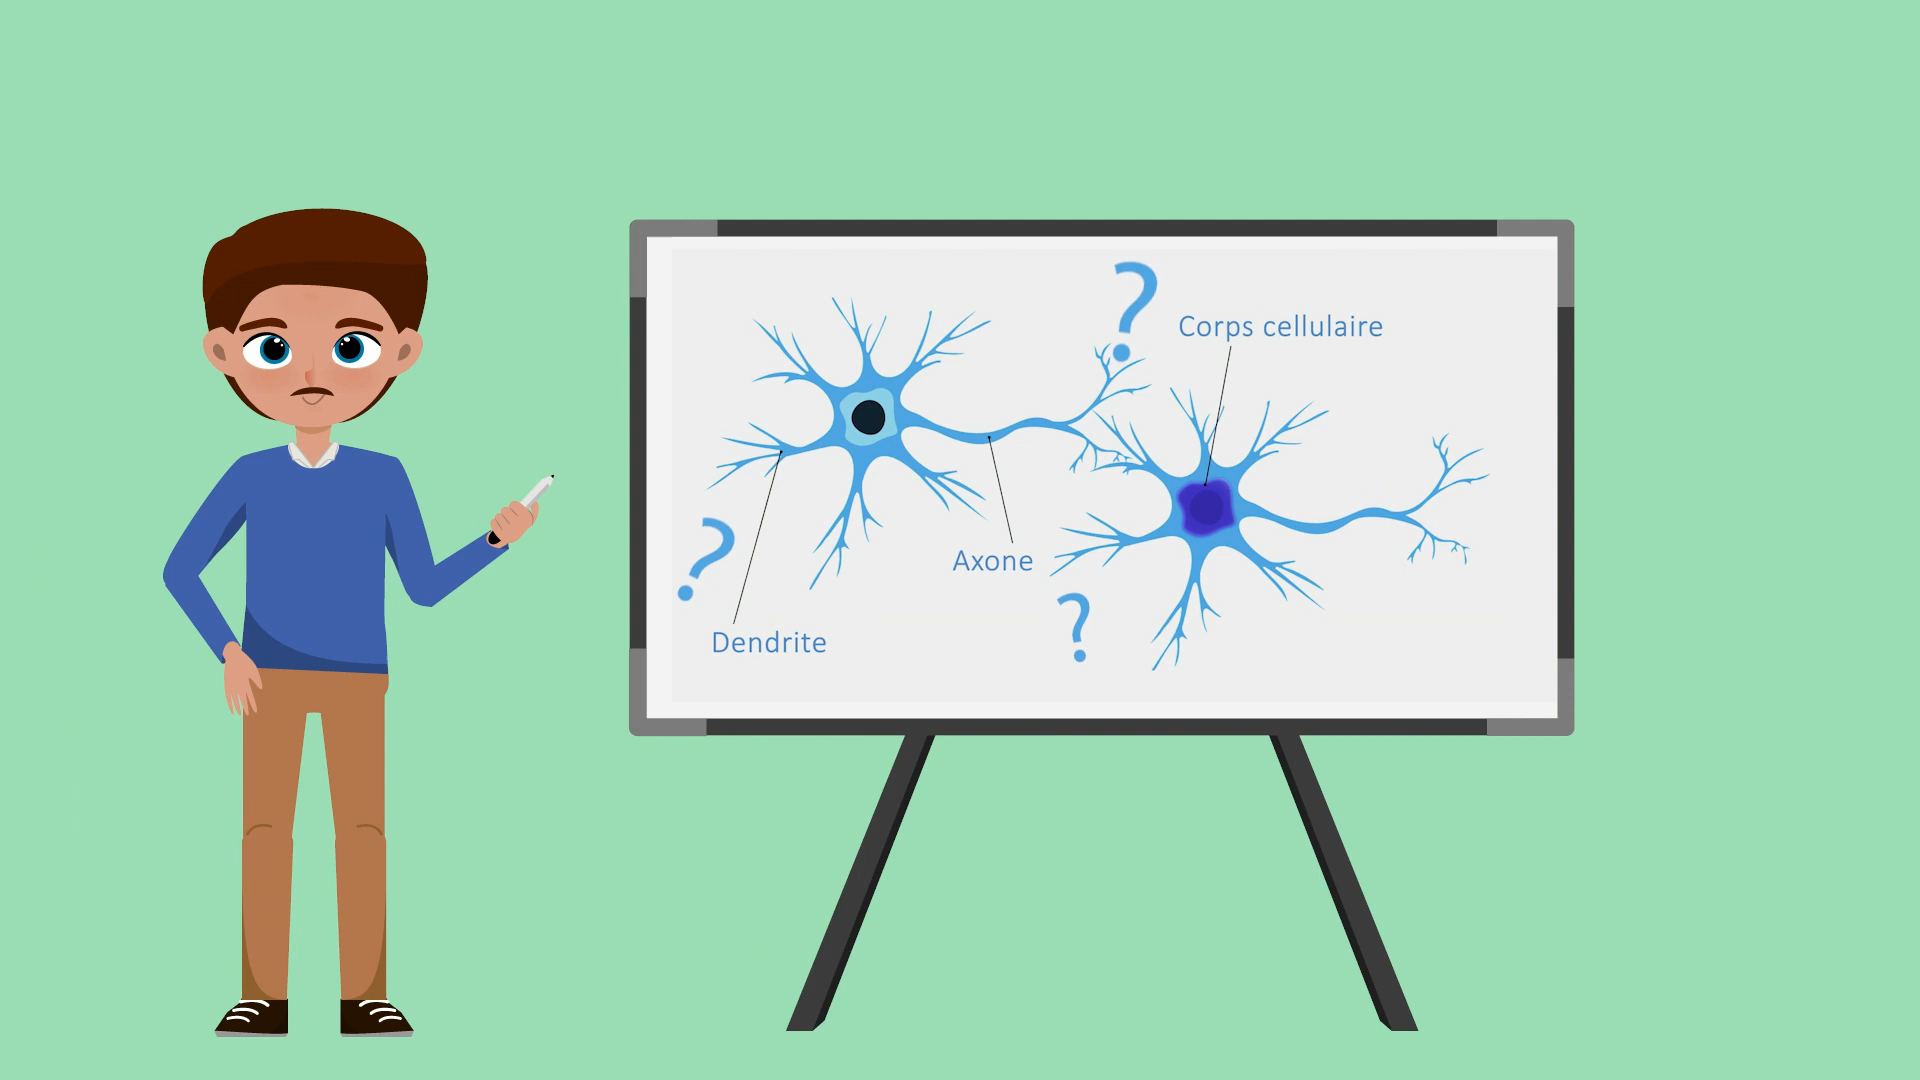 ?
Corps cellulaire
?
Axone
?
Dendrite